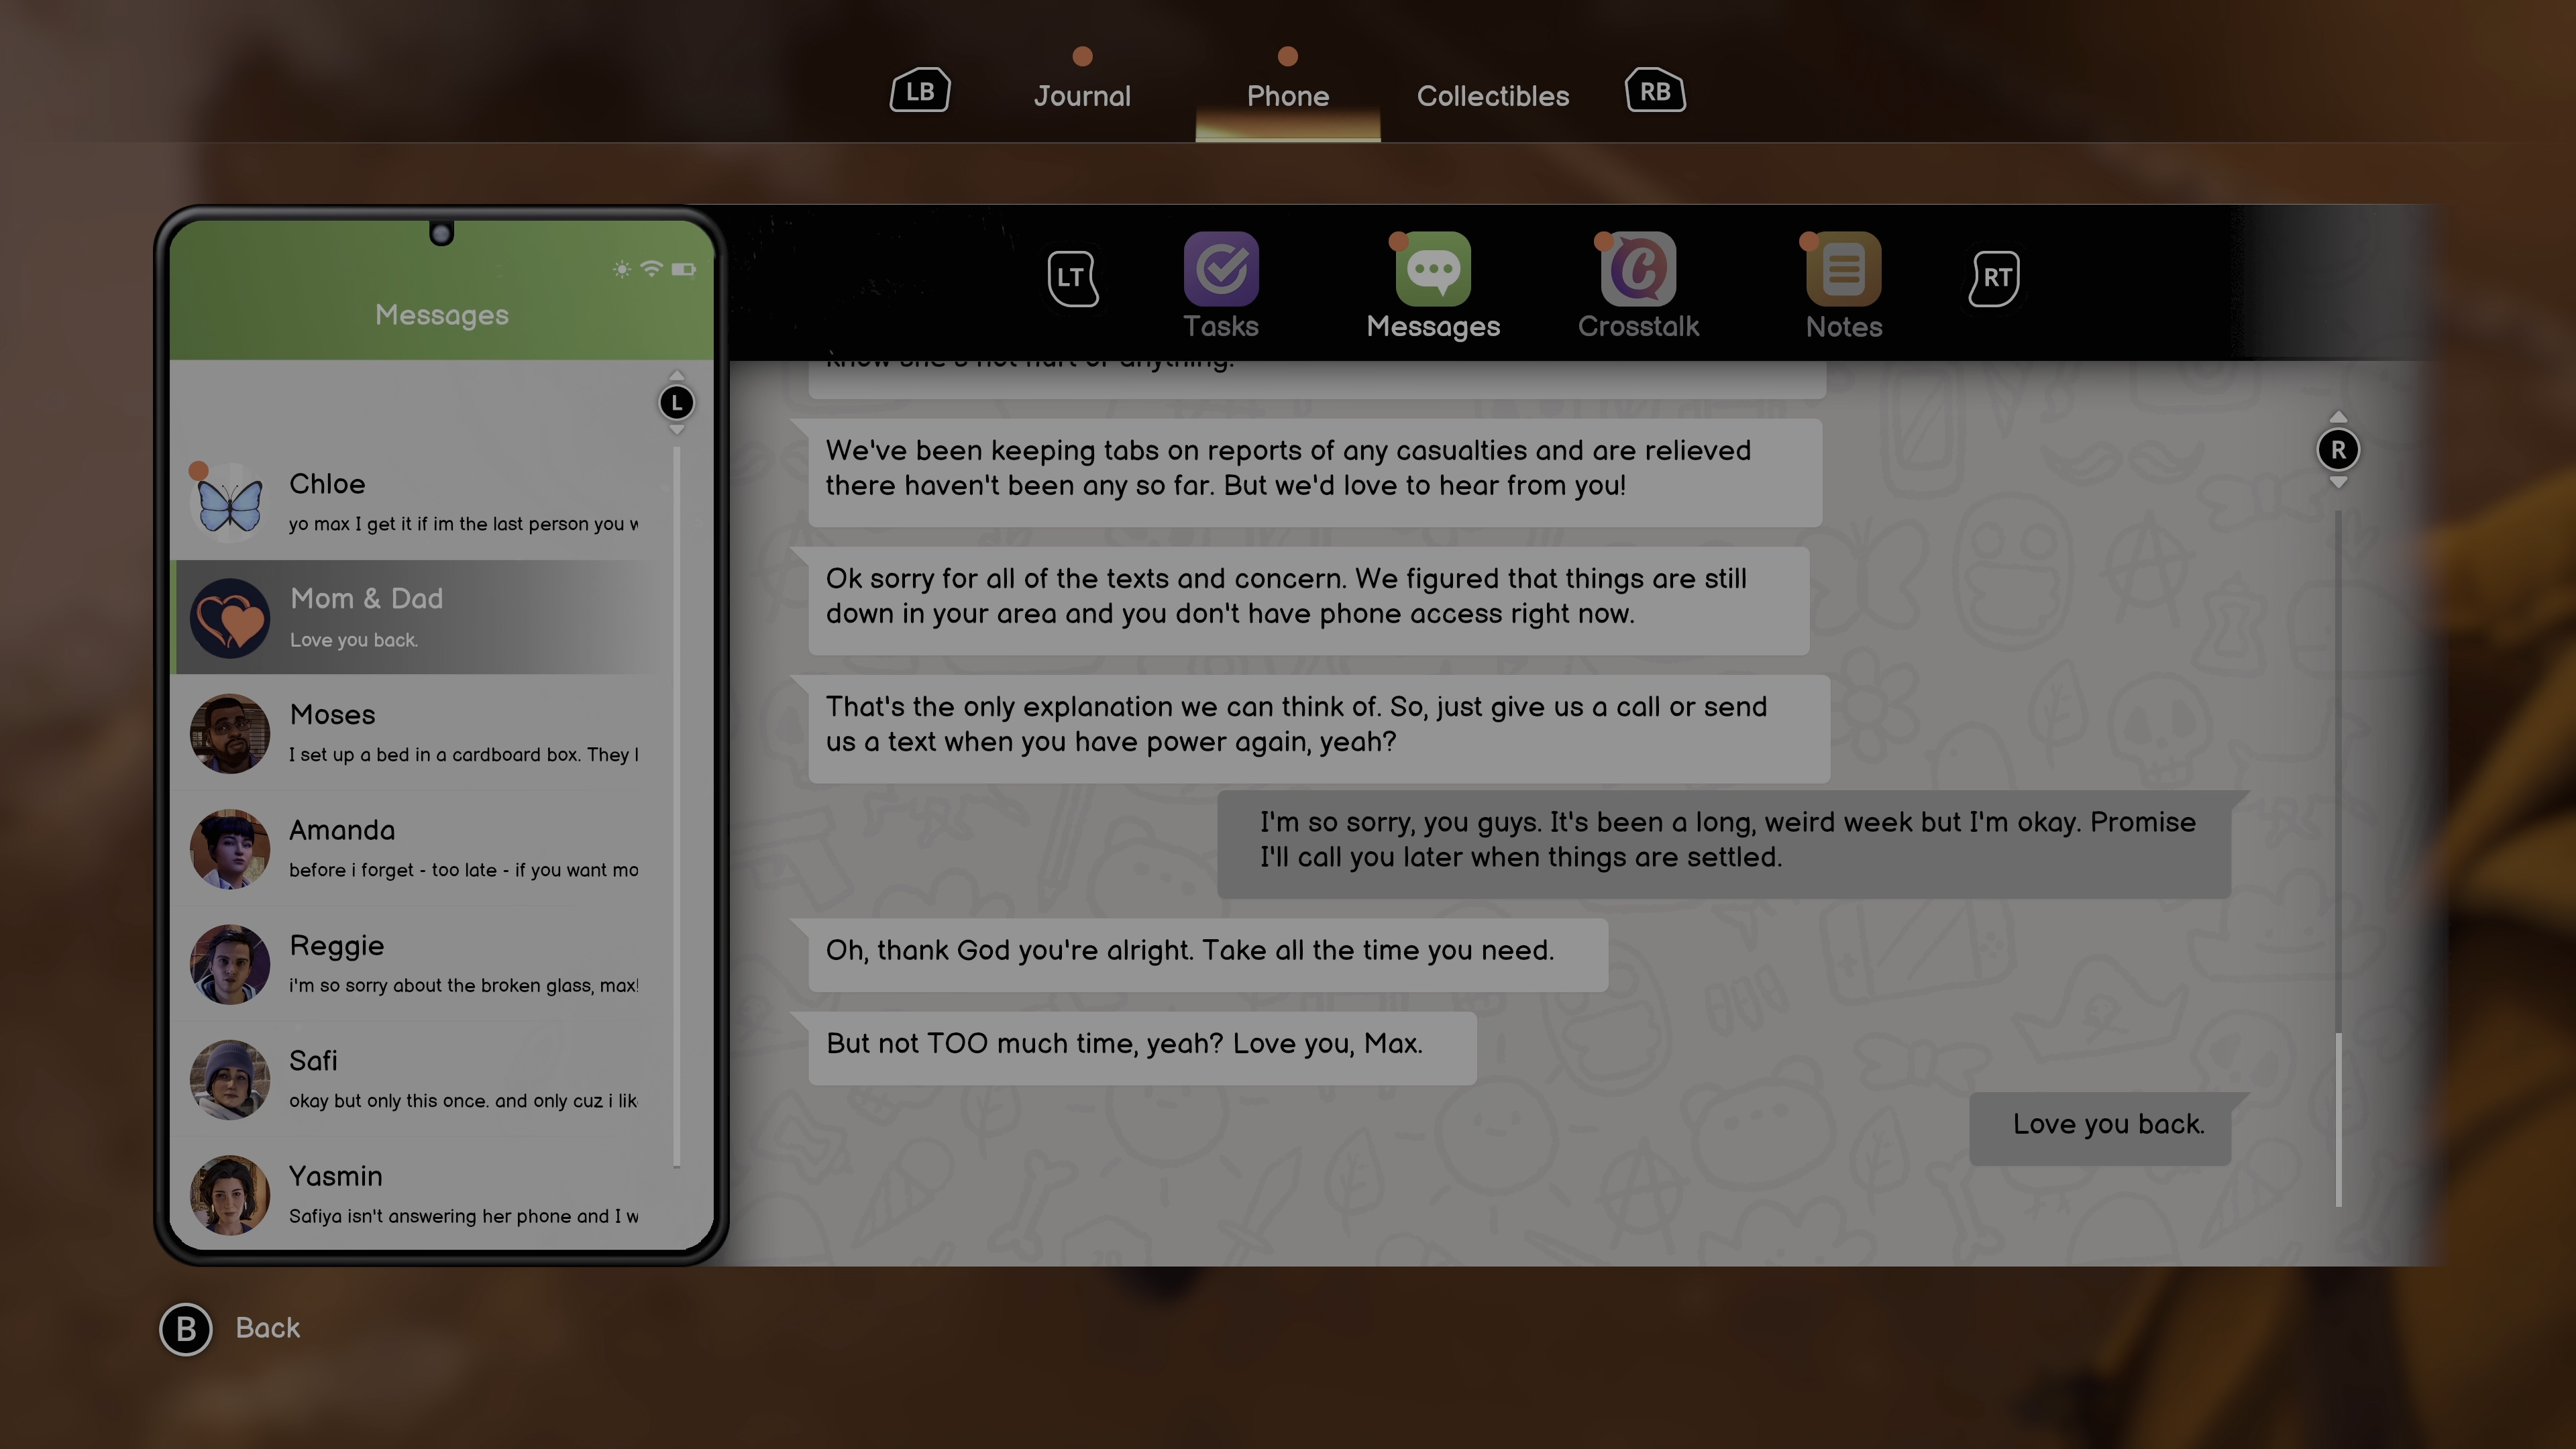 LB
Journal
Phone
Collectibles
RB
Messages
LT
Tasks
Messages
Crosstalk
Notes
RT
L
Chloe
yo max I get it if im the last person you w
Mom & Dad
Love you back.
Moses
I set up a bed in a cardboard box. They l
Amanda
before i forget - too late - if you want mo
Reggie
i'm so sorry about the broken glass, max!
Safi
okay but only this once. and only cuz i lik
Yasmin
Safiya isn't answering her phone and I w
know she's not hurt or anything.
We've been keeping tabs on reports of any casualties and are relieved
there haven't been any so far. But we'd love to hear from you!
Ok sorry for all of the texts and concern. We figured that things are still
down in your area and you don't have phone access right now.
That's the only explanation we can think of. So, just give us a call or send
us a text when you have power again, yeah?
I'm so sorry, you guys. It's been a long, weird week but I'm okay. Promise
I'll call you later when things are settled.
Oh, thank God you're alright. Take all the time you need.
But not TOO much time, yeah? Love you, Max.
Love you back.
R
B Back